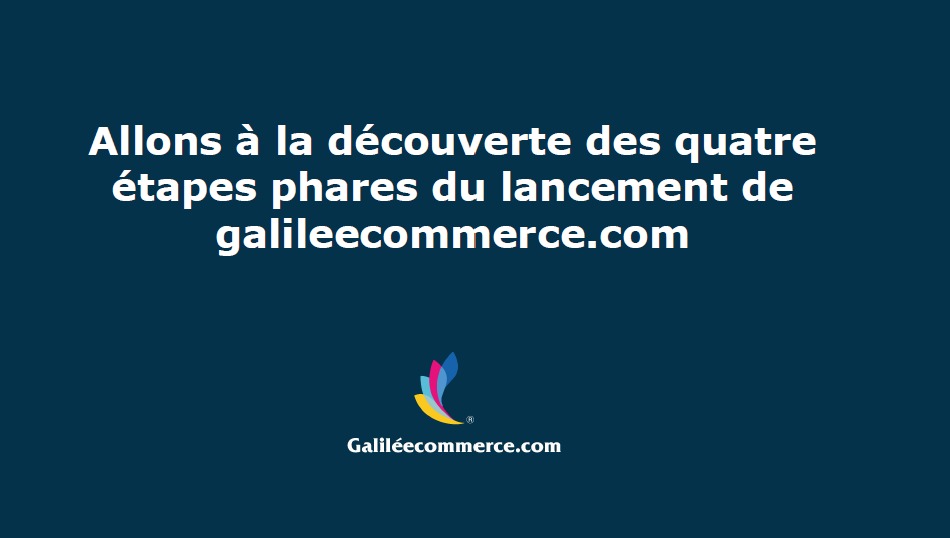 Allons à la découverte des quatre
étapes phares du lancement de
galileecommerce.com
®
Galiléecommerce.com